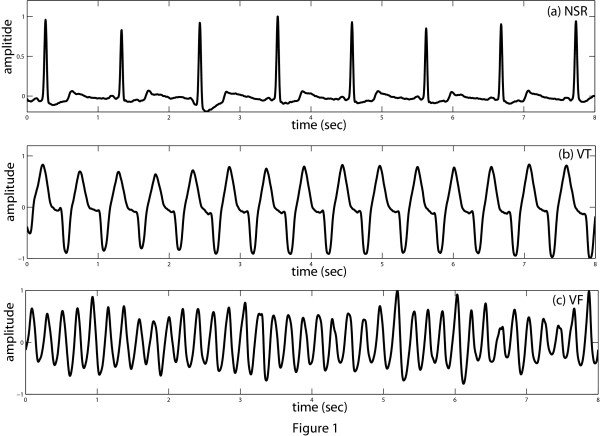 (a) NSR
amplitide
1
0.5
0
0 1 2 3 4 5 6 7 8
time (sec)
(b) VT
amplitude
1
0
-1
0 1 2 3 4 5 6 7 8
time (sec)
(c) VF
amplitude
1
0
-1
0 1 2 3 4 5 6 7 8
time (sec)
Figure 1